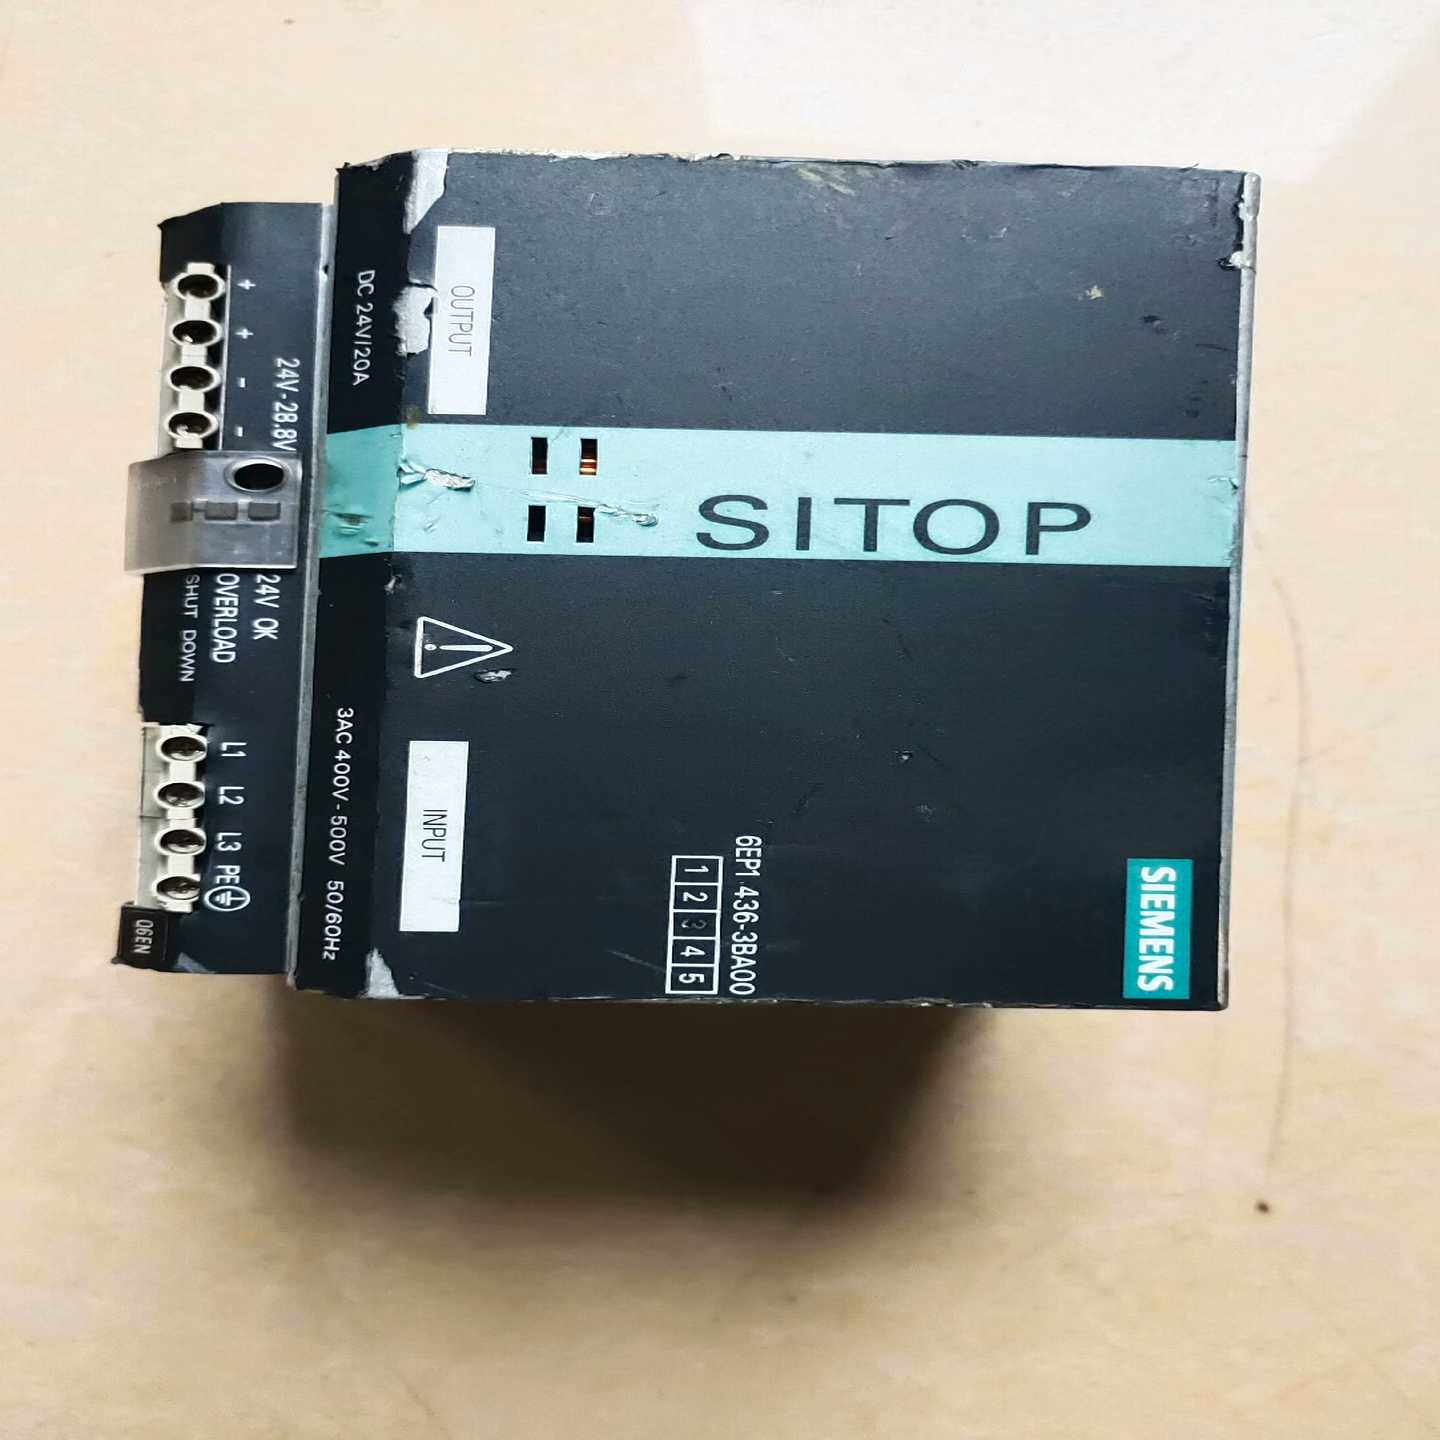 SIEMENS
6EP1 436-3BA00
1 2 3 4 5
SITOP
OUTPUT
INPUT
DC 24V/20A
3AC 400V-500V 50/60Hz
24V-28.8V
+ + - -
24V OK
OVERLOAD
SHUT DOWN
L1 L2 L3 PE
Q6EN